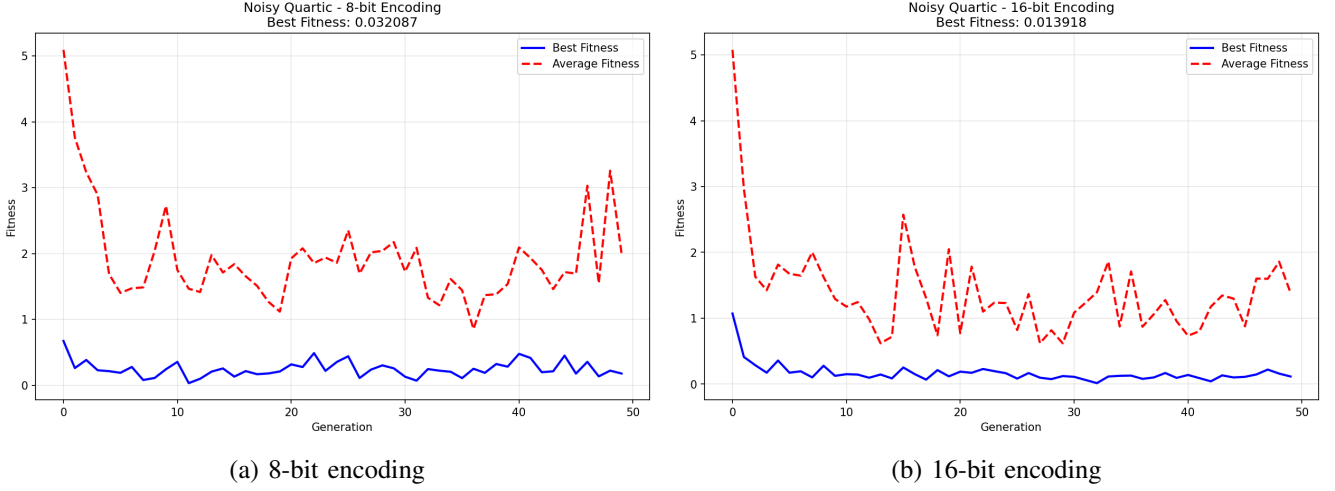 Noisy Quartic - 8-bit Encoding
Best Fitness: 0.032087
Best Fitness
Average Fitness
5
4
3
2
1
0
Fitness
0 10 20 30 40 50
Generation
(a) 8-bit encoding
Noisy Quartic - 16-bit Encoding
Best Fitness: 0.013918
Best Fitness
Average Fitness
5
4
3
2
1
0
Fitness
0 10 20 30 40 50
Generation
(b) 16-bit encoding